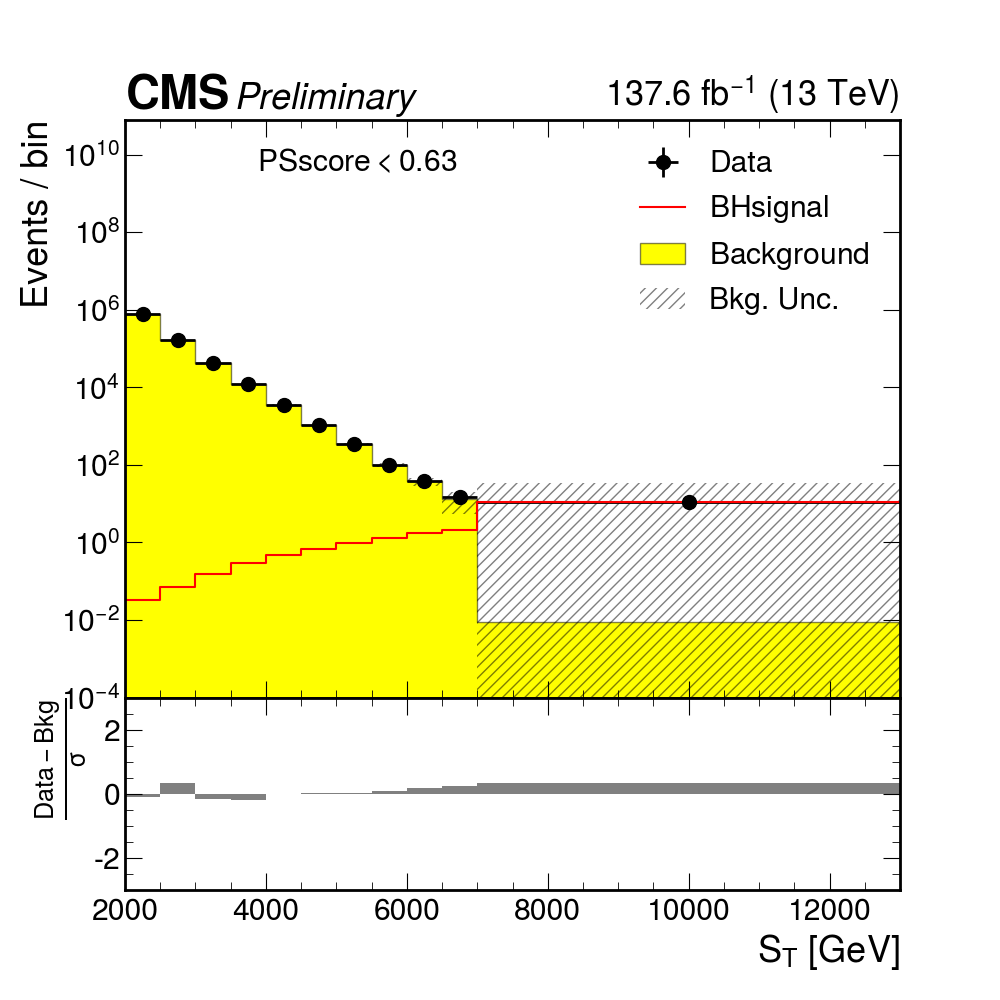 CMS Preliminary 137.6 fb⁻¹ (13 TeV)
Events / bin
PSscore < 0.63
Data
BHsignal
Background
Bkg. Unc.
10¹⁰
10⁸
10⁶
10⁴
10²
10⁰
10⁻²
10⁻⁴
Data – Bkg
σ
2
0
-2
2000 4000 6000 8000 10000 12000
S_T [GeV]